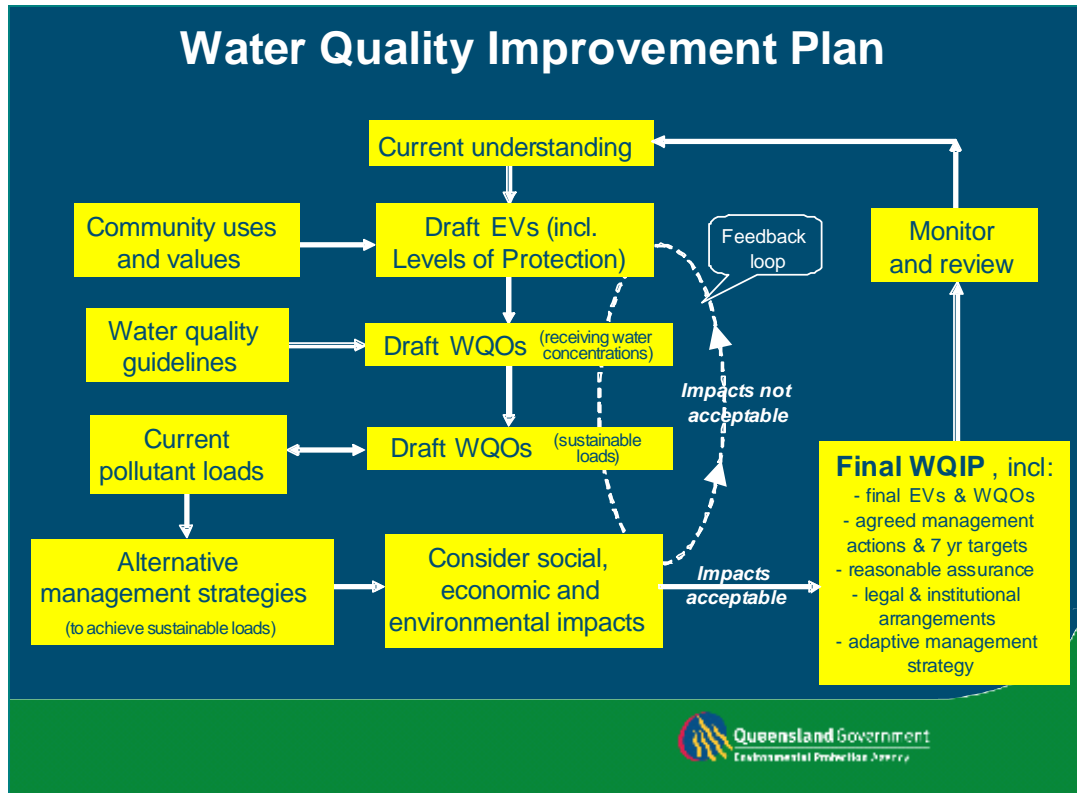 Water Quality Improvement Plan
Current understanding
Community uses
and values
Draft EVs (incl.
Levels of Protection)
Feedback
loop
Monitor
and review
Water quality
guidelines
Draft WQOs (receiving water
concentrations)
Impacts not
acceptable
Current
pollutant loads
Draft WQOs (sustainable
loads)
Alternative
management strategies
(to achieve sustainable loads)
Consider social,
economic and
environmental impacts
Impacts
acceptable
Final WQIP , incl:
- final EVs & WQOs
- agreed management
actions & 7 yr targets
- reasonable assurance
- legal & institutional
arrangements
- adaptive management
strategy
Queensland Government
Environmental Protection Agency